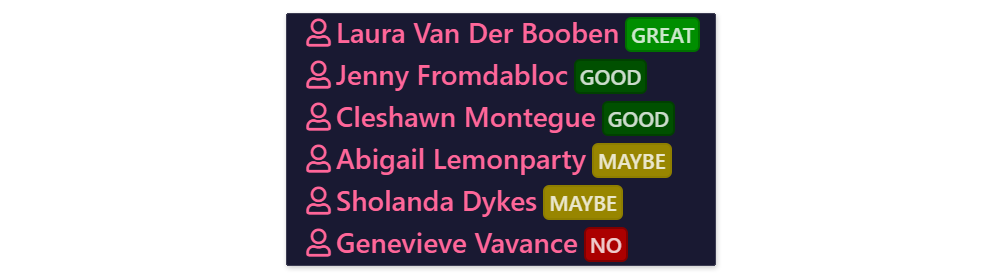 Laura Van Der Booben GREAT
Jenny Fromdabloc GOOD
Cleshawn Montegue GOOD
Abigail Lemonparty MAYBE
Sholanda Dykes MAYBE
Genevieve Vavance NO